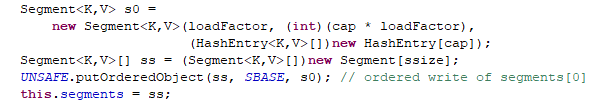 Segment<K,V> s0 =
new Segment<K,V>(loadFactor, (int)(cap * loadFactor),
(HashEntry<K,V>[])new HashEntry[cap]);
Segment<K,V>[] ss = (Segment<K,V>[])new Segment[ssize];
UNSAFE.putOrderedObject(ss, SBASE, s0); // ordered write of segments[0]
this.segments = ss;